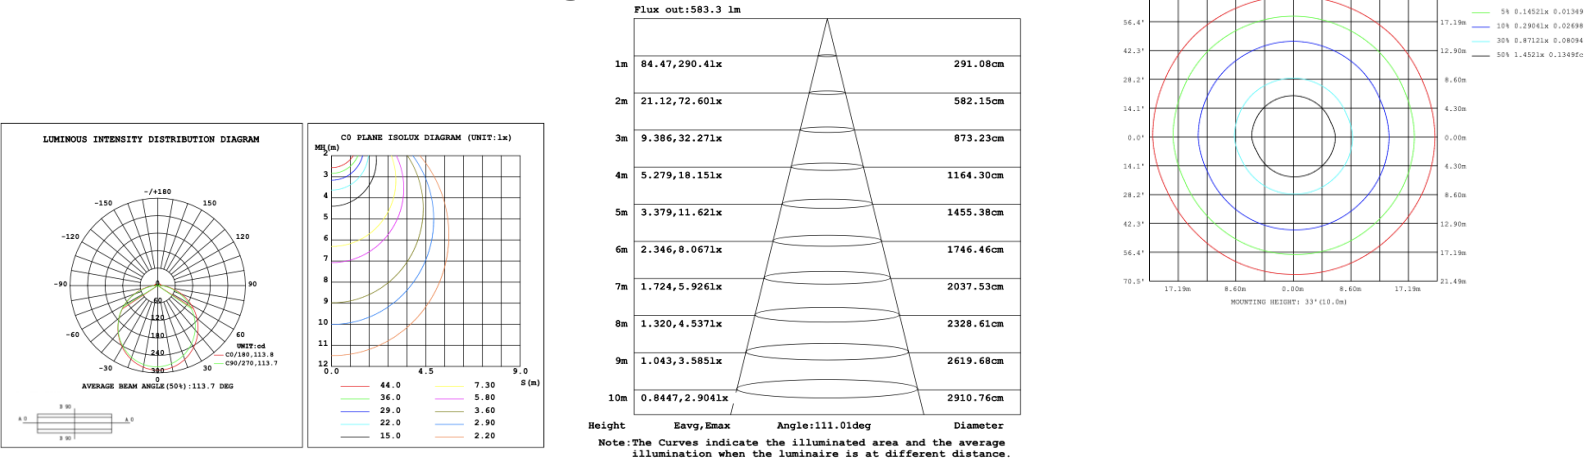 LUMINOUS INTENSITY DISTRIBUTION DIAGRAM
-/+180
-150 150
-120 120
-90 90
-60 60
-30 30
0
60
120
180
240
300
UNIT:cd
C0/180,113.8
C90/270,113.7
AVERAGE BEAM ANGLE(50%):113.7 DEG
B 90
A 0 A 0
B 90
C0 PLANE ISOLUX DIAGRAM (UNIT:lx)
MH(m)
2
3
4
5
6
7
8
9
10
11
12
0.0 4.5 9.0
S(m)
44.0 7.30
36.0 5.80
29.0 3.60
22.0 2.90
15.0 2.20
Flux out:583.3 lm
1m 84.47,290.4lx 291.08cm
2m 21.12,72.60lx 582.15cm
3m 9.386,32.27lx 873.23cm
4m 5.279,18.15lx 1164.30cm
5m 3.379,11.62lx 1455.38cm
6m 2.346,8.067lx 1746.46cm
7m 1.724,5.926lx 2037.53cm
8m 1.320,4.537lx 2328.61cm
9m 1.043,3.585lx 2619.68cm
10m 0.8447,2.904lx 2910.76cm
Height Eavg,Emax Angle:111.01deg Diameter
Note:The Curves indicate the illuminated area and the average
illumination when the luminaire is at different distance.
56.4' 17.19m
42.3' 12.90m
28.2' 8.60m
14.1' 4.30m
0.0' 0.00m
14.1' 4.30m
28.2' 8.60m
42.3' 12.90m
56.4' 17.19m
70.5' 21.49m
17.19m 8.60m 0.00m 8.60m 17.19m
MOUNTING HEIGHT: 33'(10.0m)
5% 0.1452lx 0.01349
10% 0.2906lx 0.02698
30% 0.8712lx 0.08094
50% 1.452lx 0.1349fc